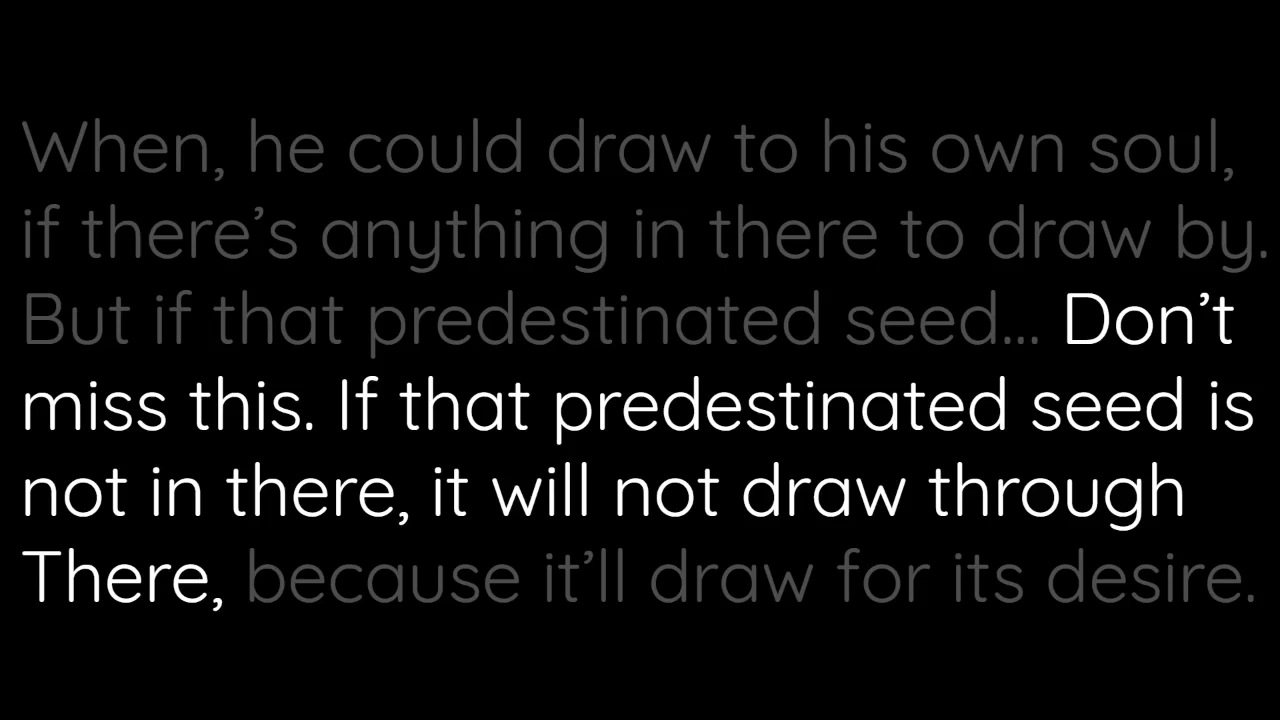 When, he could draw to his own soul,
if there’s anything in there to draw by.
But if that predestinated seed... Don’t
miss this. If that predestinated seed is
not in there, it will not draw through
There, because it’ll draw for its desire.